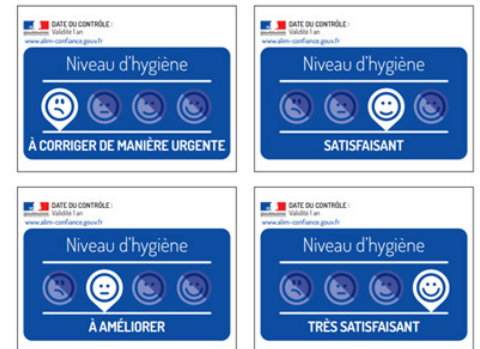 DATE DU CONTRÔLE :
Validité 1 an
www.alim-confiance.gouv.fr
Niveau d'hygiène
À CORRIGER DE MANIÈRE URGENTE
DATE DU CONTRÔLE :
Validité 1 an
www.alim-confiance.gouv.fr
Niveau d'hygiène
SATISFAISANT
DATE DU CONTRÔLE :
Validité 1 an
www.alim-confiance.gouv.fr
Niveau d'hygiène
À AMÉLIORER
DATE DU CONTRÔLE :
Validité 1 an
www.alim-confiance.gouv.fr
Niveau d'hygiène
TRÈS SATISFAISANT